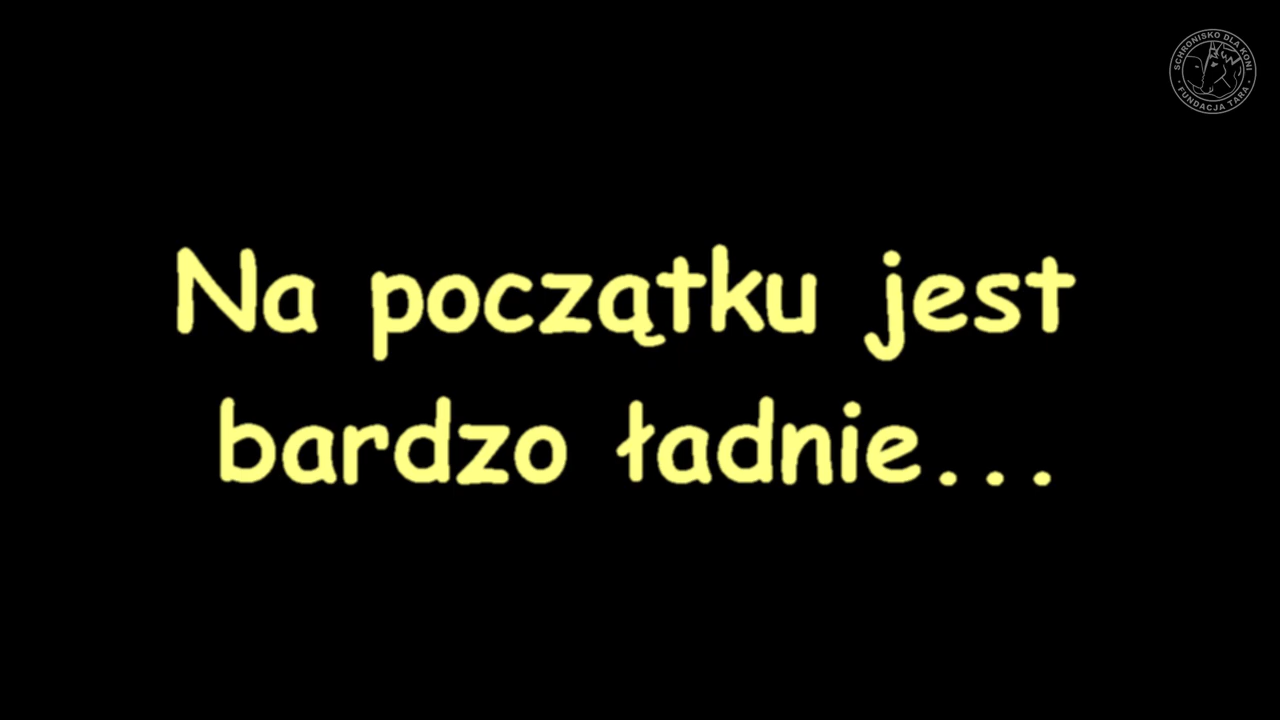 SCHRONISKO DLA KONI
FUNDACJA TARA
Na początku jest
bardzo ładnie...